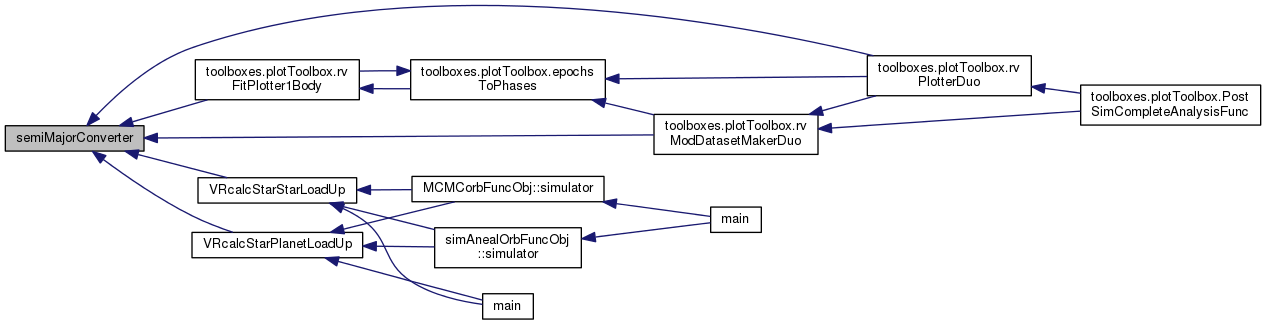 semiMajorConverter
toolboxes.plotToolbox.rv
FitPlotter1Body
toolboxes.plotToolbox.epochs
ToPhases
toolboxes.plotToolbox.rv
PlotterDuo
toolboxes.plotToolbox.Post
SimCompleteAnalysisFunc
toolboxes.plotToolbox.rv
ModDatasetMakerDuo
VRcalcStarStarLoadUp
MCMCorbFuncObj::simulator
main
VRcalcStarPlanetLoadUp
simAnealOrbFuncObj
::simulator
main